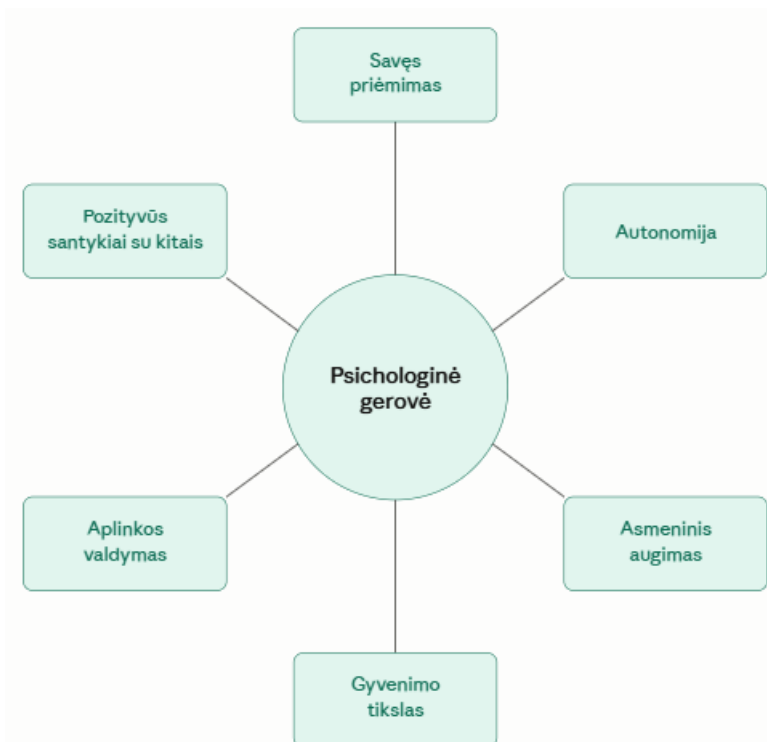 Savęs
priėmimas
Pozityvūs
santykiai su kitais
Autonomija
Psichologinė
gerovė
Aplinkos
valdymas
Asmeninis
augimas
Gyvenimo
tikslas